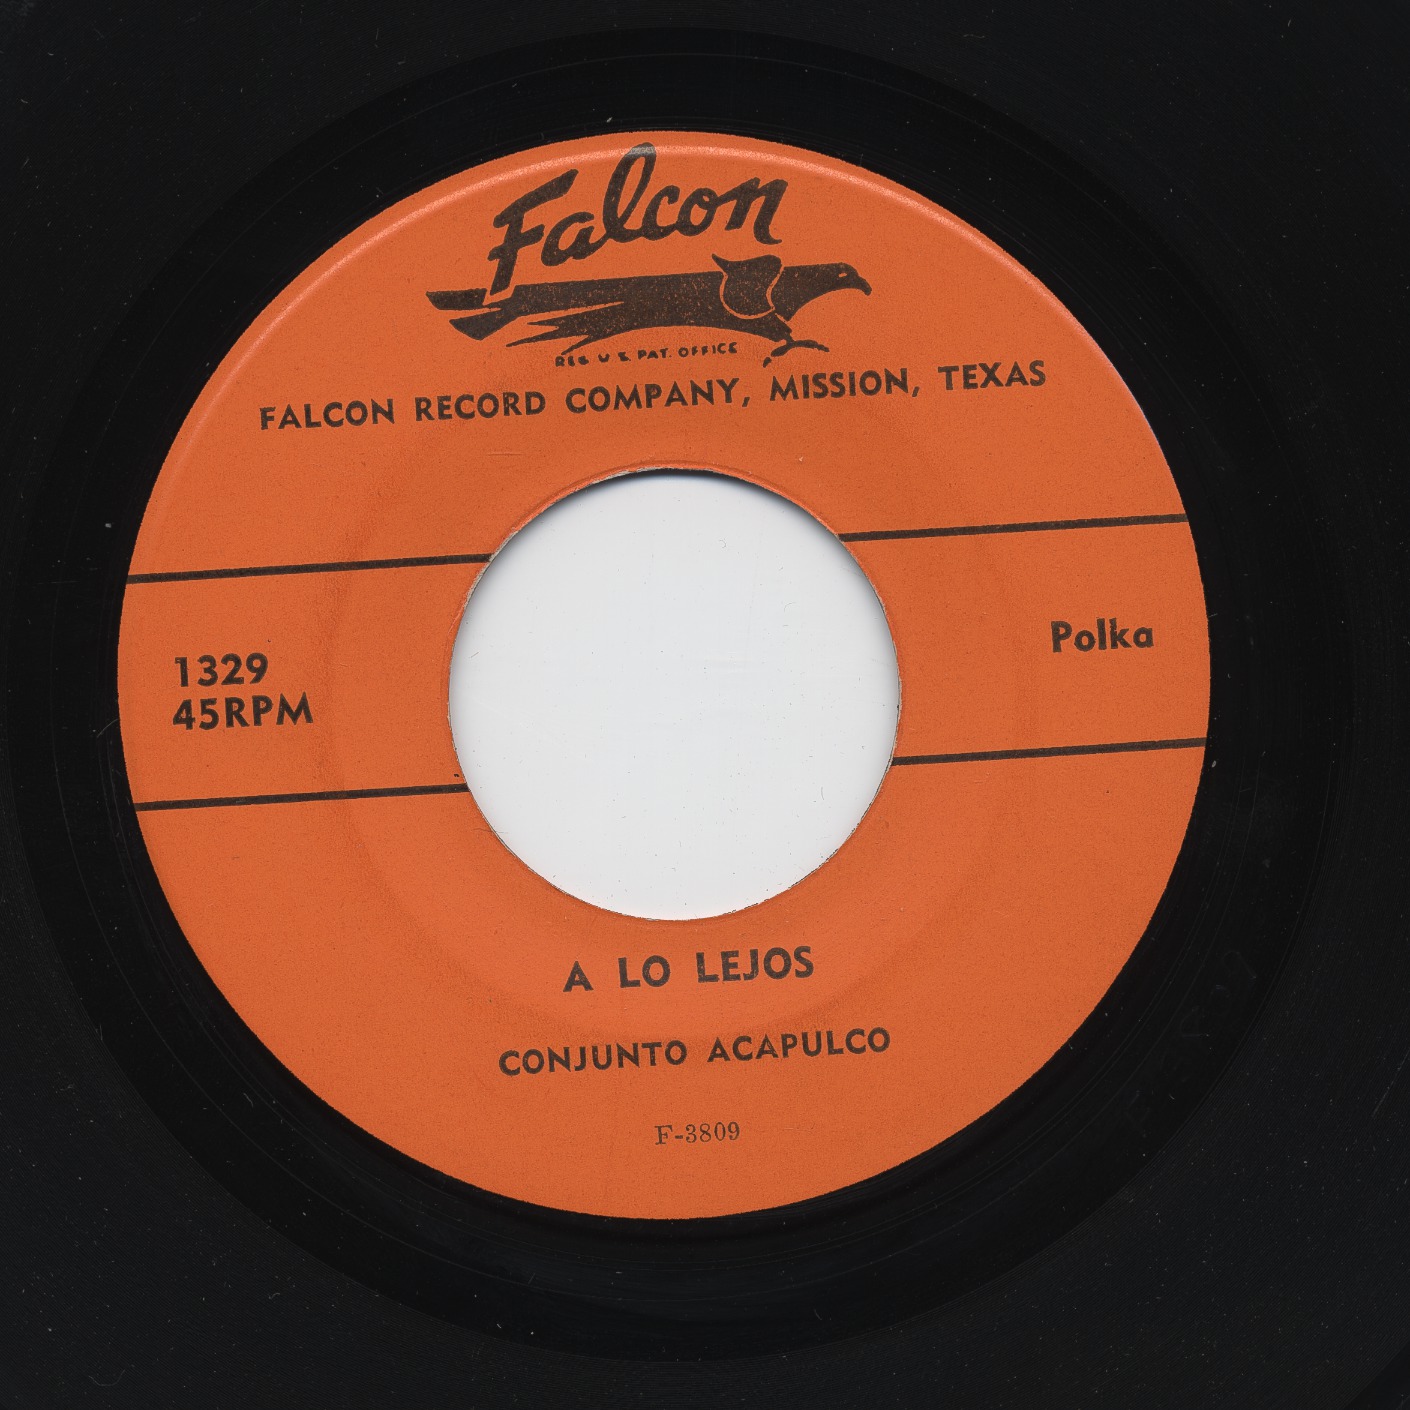 Falcon
REG. U. S. PAT. OFFICE
FALCON RECORD COMPANY, MISSION, TEXAS
1329
45RPM
Polka
A LO LEJOS
CONJUNTO ACAPULCO
F-3809